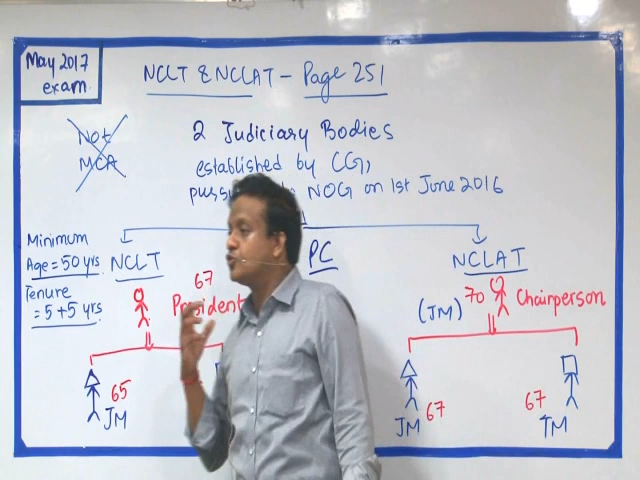 May 2017
exam.
NCLT & NCLAT - Page 251
Not
MCA
2 Judiciary Bodies
established by CG,
NOG on 1st June 2016
Minimum
Age = 50 yrs.
Tenure
= 5+5 yrs.
NCLT
PC
NCLAT
67
President
(JM)
70
Chairperson
65
JM
67
JM
67
TM